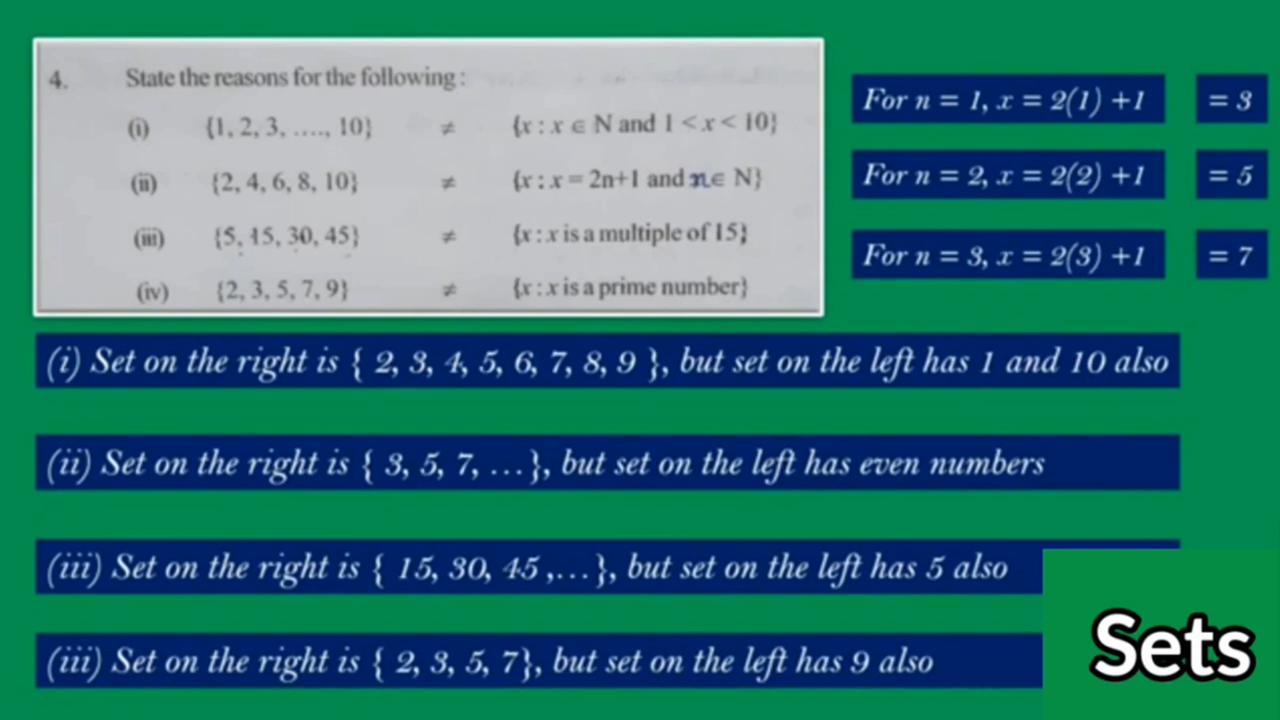 4. State the reasons for the following :
(i) {1, 2, 3, ...., 10} ≠ {x : x ∈ N and 1 < x < 10}
(ii) {2, 4, 6, 8, 10} ≠ {x : x = 2n+1 and n ∈ N}
(iii) {5, 15, 30, 45} ≠ {x : x is a multiple of 15}
(iv) {2, 3, 5, 7, 9} ≠ {x : x is a prime number}
For n = 1, x = 2(1) +1 = 3
For n = 2, x = 2(2) +1 = 5
For n = 3, x = 2(3) +1 = 7
(i) Set on the right is { 2, 3, 4, 5, 6, 7, 8, 9 }, but set on the left has 1 and 10 also
(ii) Set on the right is { 3, 5, 7, ...}, but set on the left has even numbers
(iii) Set on the right is { 15, 30, 45 ,...}, but set on the left has 5 also
(iii) Set on the right is { 2, 3, 5, 7}, but set on the left has 9 also
Sets